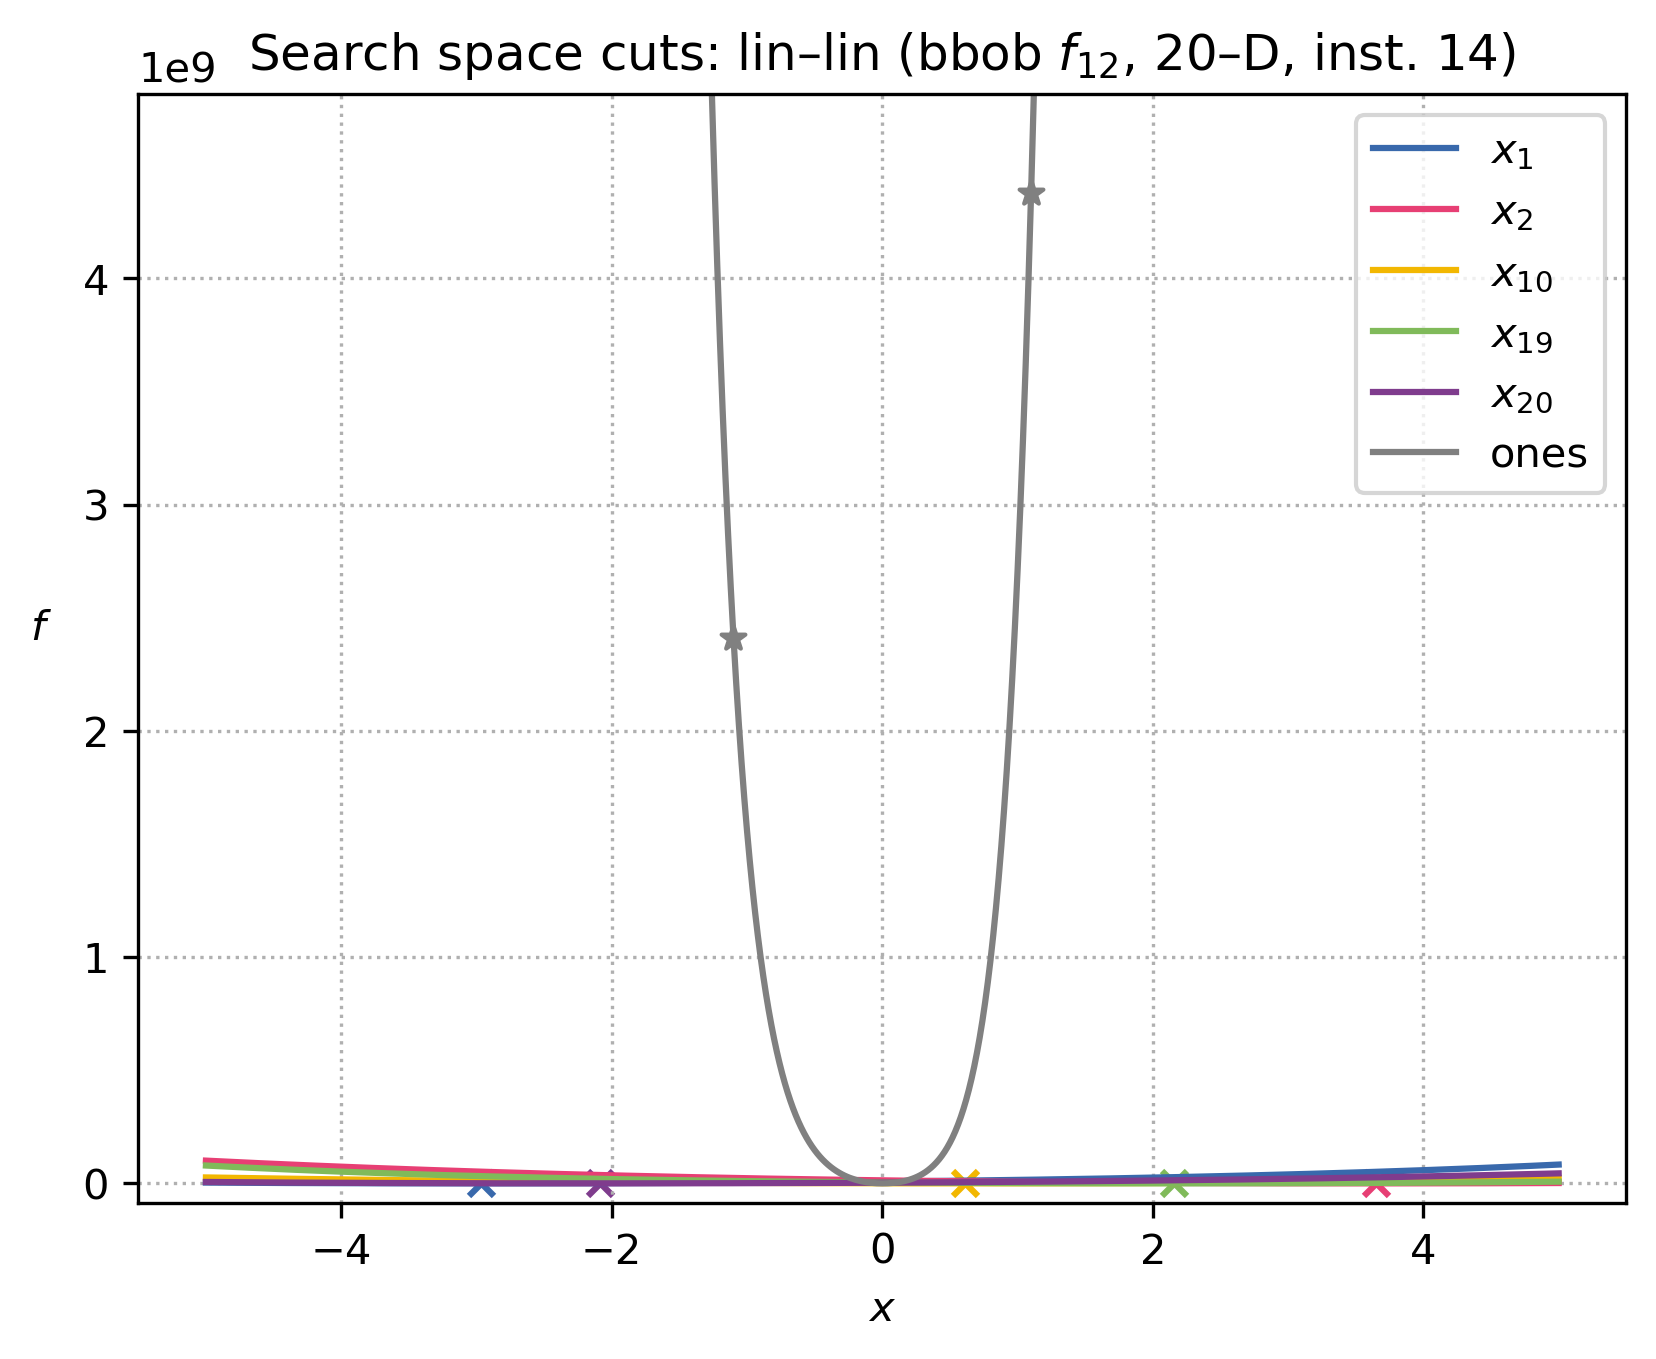 Search space cuts: lin–lin (bbob f12, 20–D, inst. 14)
1e9
x1
x2
x10
x19
x20
ones
4
3
2
1
0
f
−4
−2
0
2
4
x